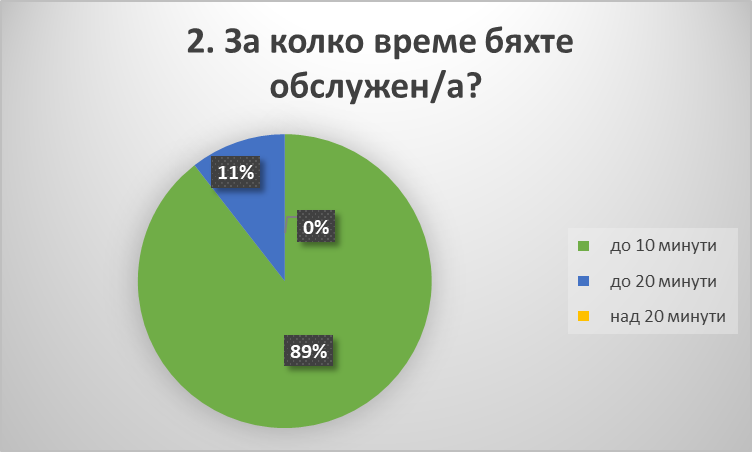 2. За колко време бяхте
обслужен/а?
11%
0%
89%
до 10 минути
до 20 минути
над 20 минути